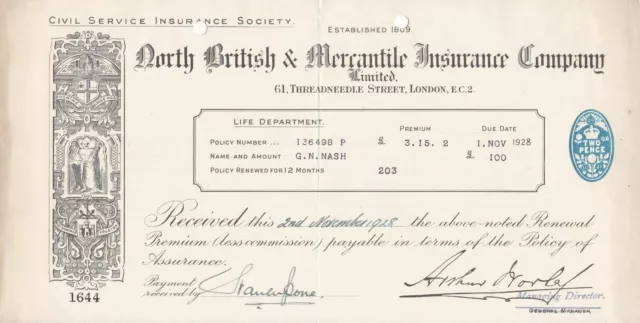 CIVIL SERVICE INSURANCE SOCIETY.
ESTABLISHED 1809
North British & Mercantile Insurance Company
Limited.
61, THREADNEEDLE STREET, LONDON, E.C.2.
LIFE DEPARTMENT. PREMIUM DUE DATE
POLICY NUMBER ... 136498 P £ 3.15. 2 1.NOV 1928
NAME AND AMOUNT G.N.NASH £ 100
POLICY RENEWED FOR 12 MONTHS 203
TWO PENCE
Received this 2nd November 1928 the above-noted Renewal
Premium (less commission) payable in terms of the Policy of
Assurance.
Payment
received by
Managing Director.
GENERAL MANAGER
1644